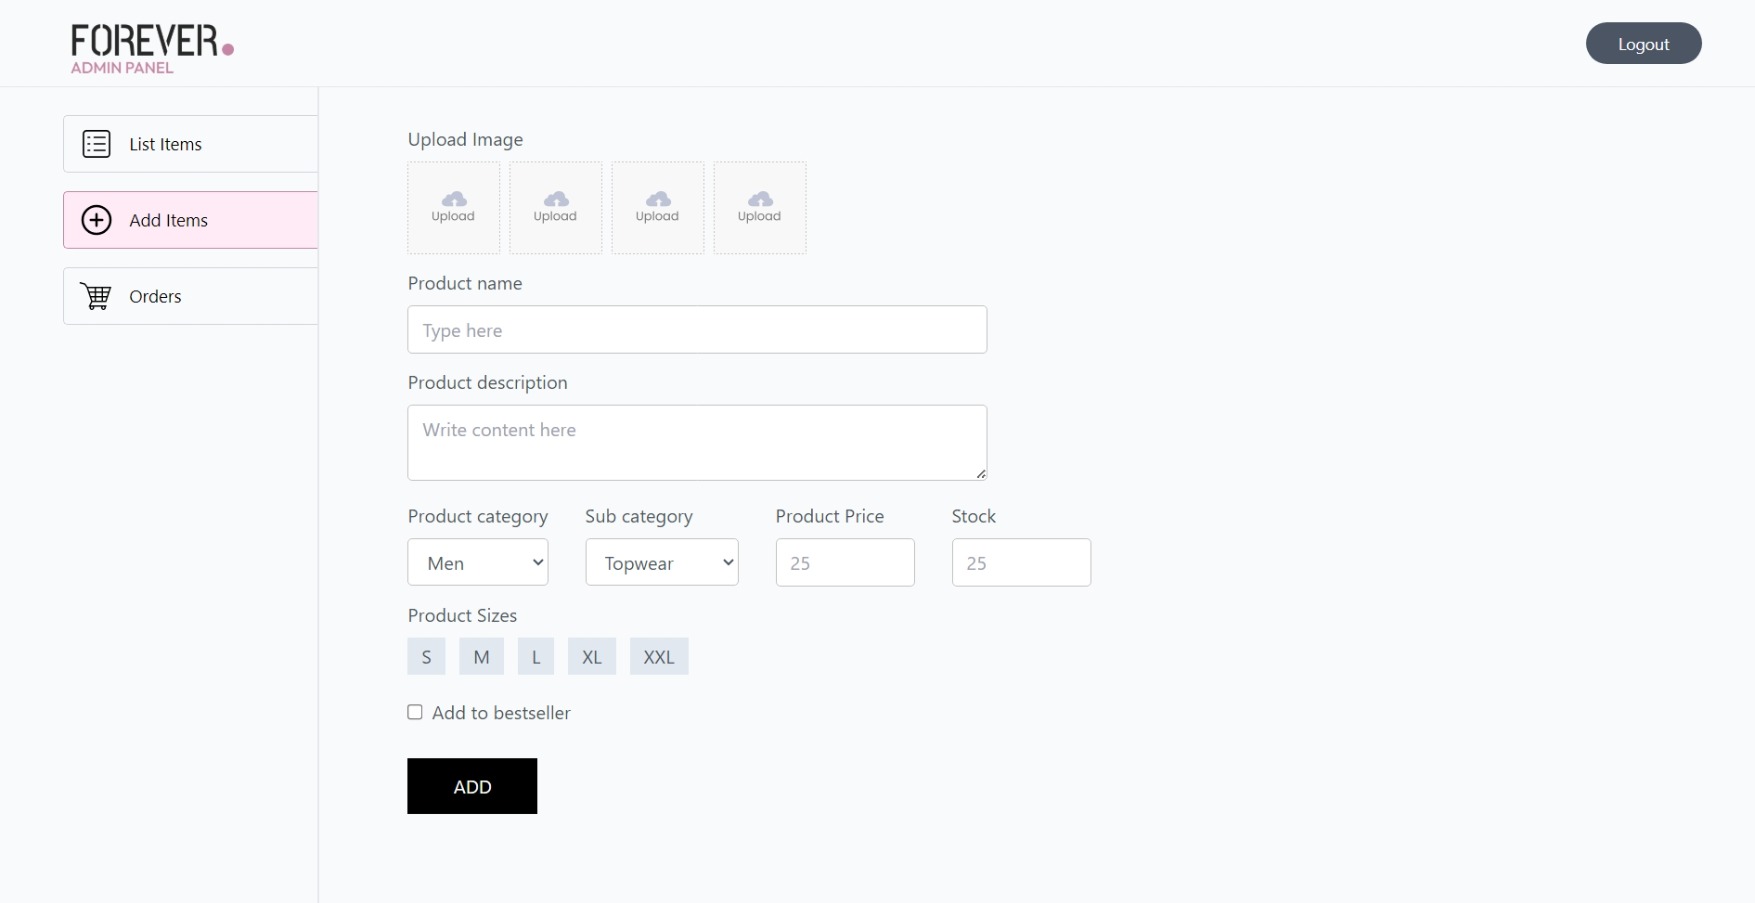 FOREVER.
ADMIN PANEL
Logout
List Items
Add Items
Orders
Upload Image
Upload Upload Upload Upload
Product name
Type here
Product description
Write content here
Product category Sub category Product Price Stock
Men Topwear 25 25
Product Sizes
S M L XL XXL
Add to bestseller
ADD